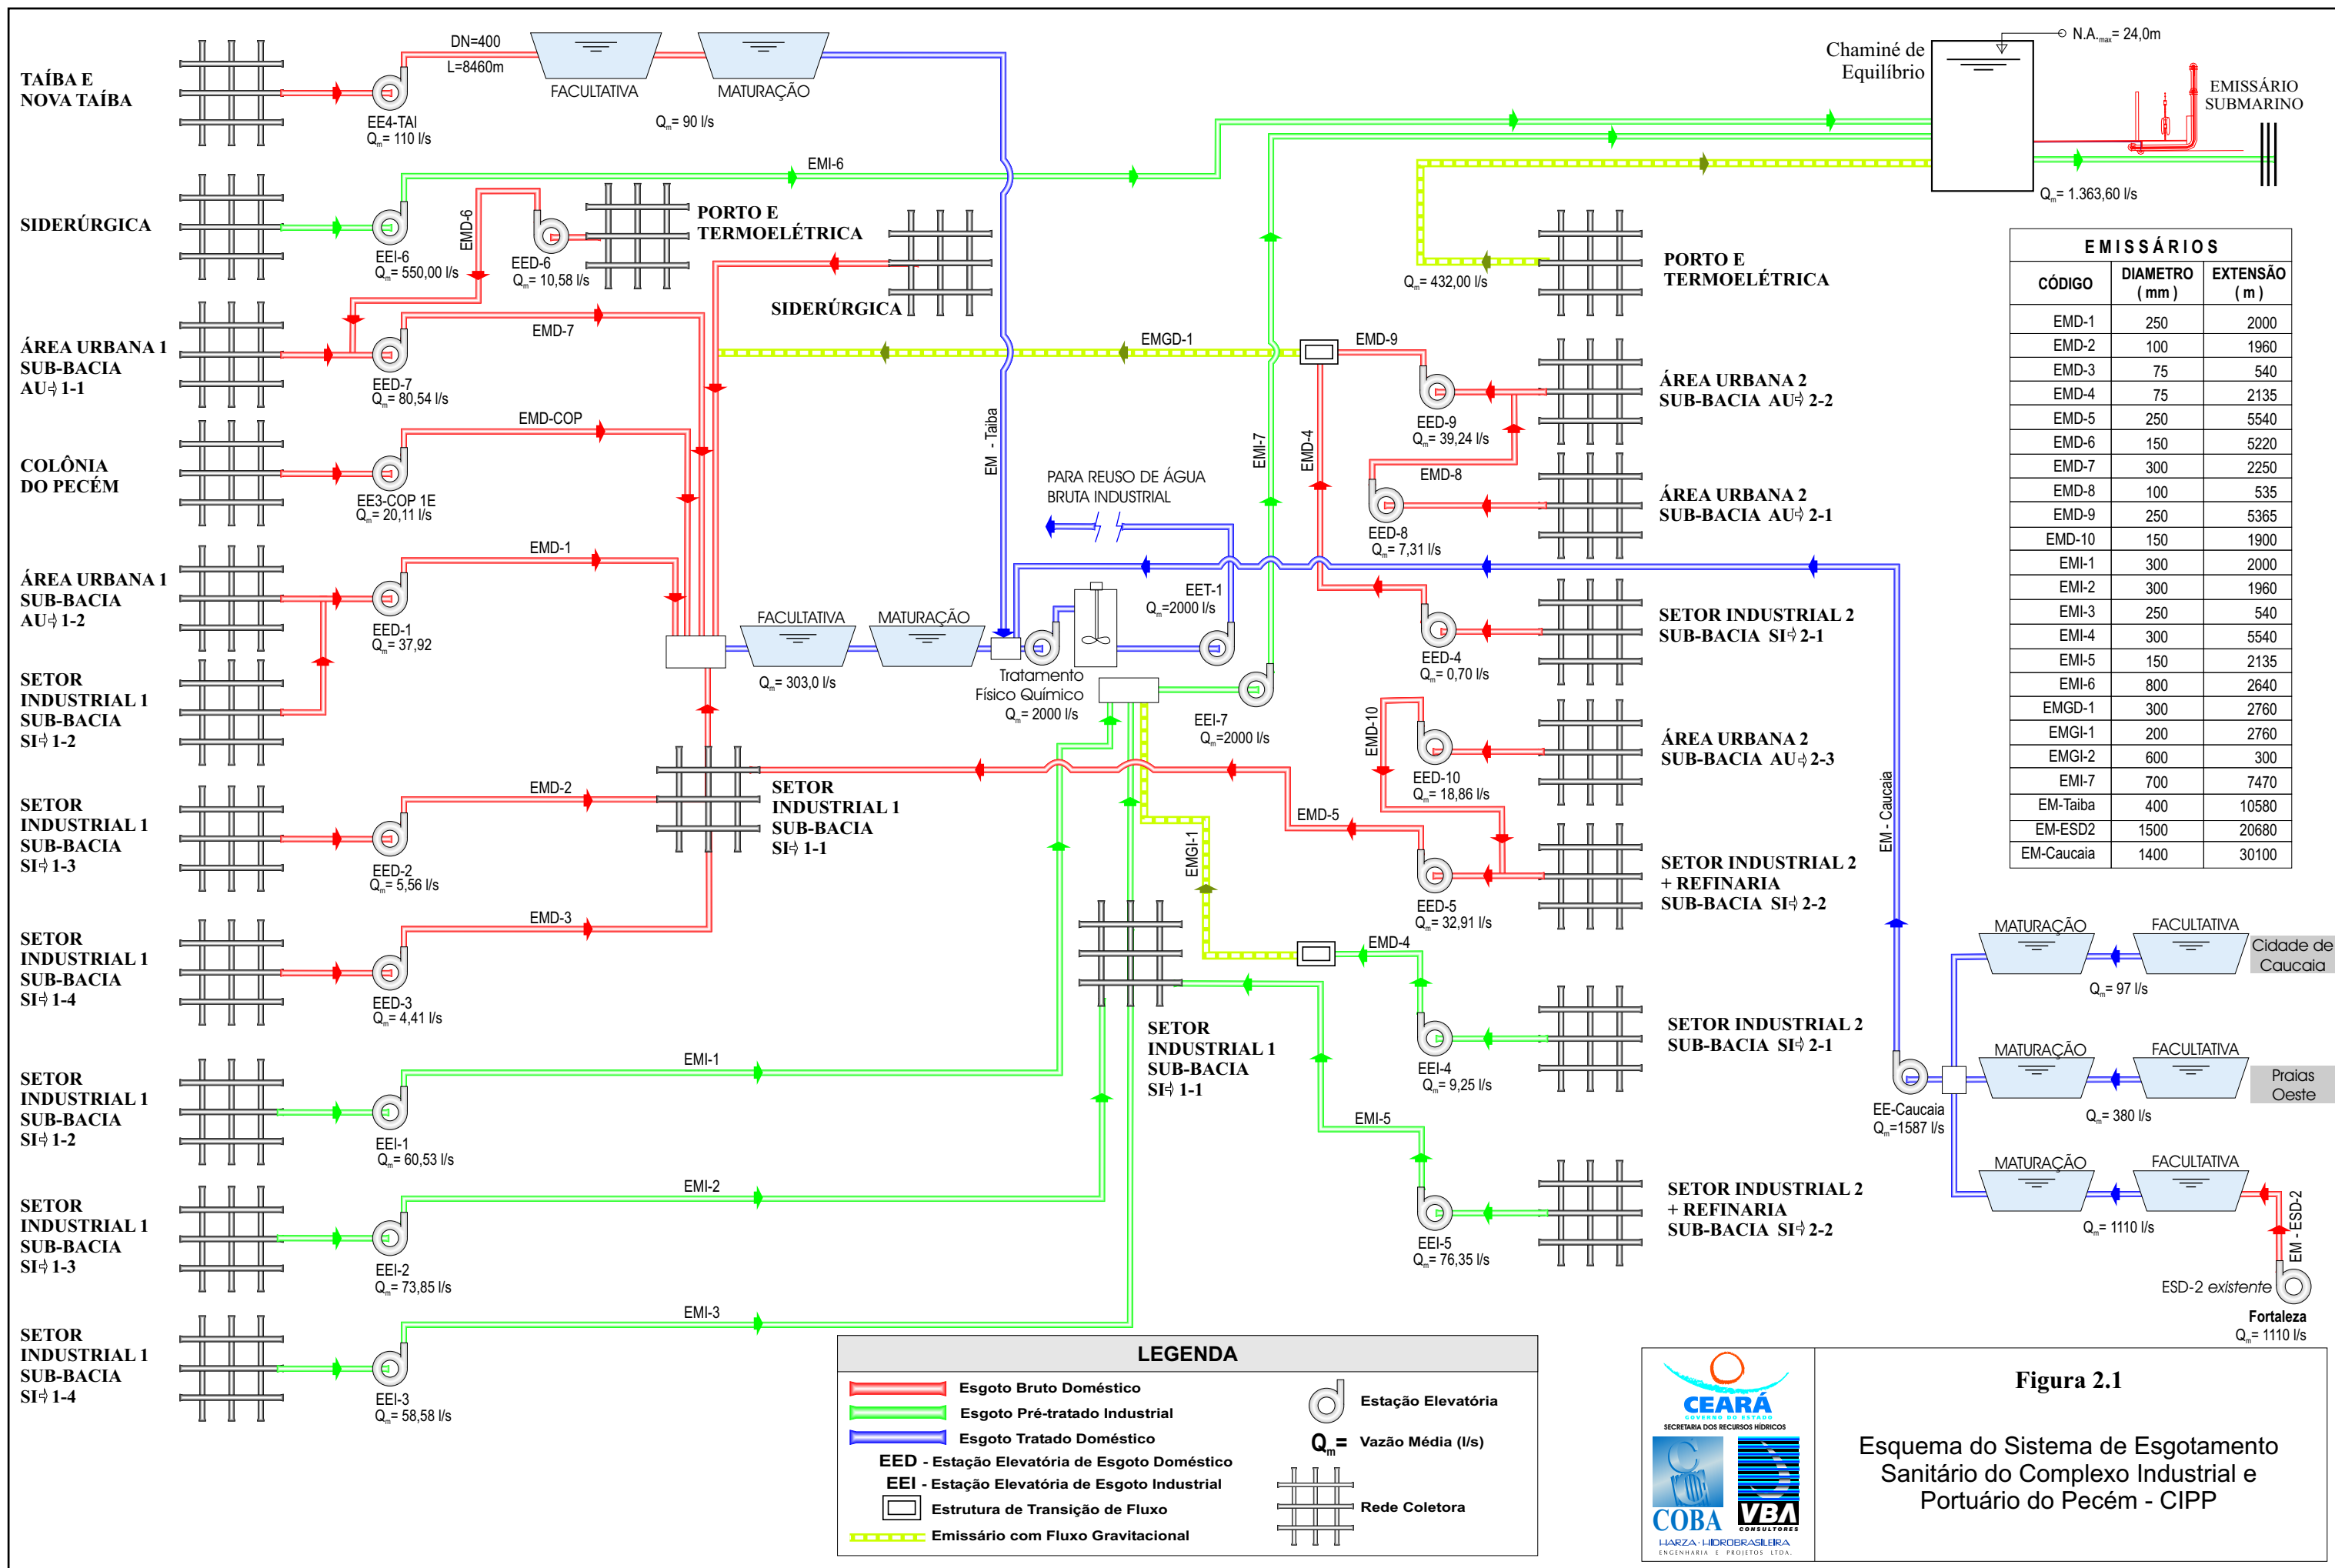 TAÍBA E
NOVA TAÍBA
EE4-TAI
Qm= 110 l/s
DN=400
L=8460m
FACULTATIVA
MATURAÇÃO
Qm= 90 l/s
SIDERÚRGICA
EEI-6
Qm= 550,00 l/s
EMI-6
EMD-6
EED-6
Qm= 10,58 l/s
PORTO E
TERMOELÉTRICA
SIDERÚRGICA
ÁREA URBANA 1
SUB-BACIA
AU⇨ 1-1
EED-7
Qm= 80,54 l/s
EMD-7
COLÔNIA
DO PECÉM
EE3-COP 1E
Qm= 20,11 l/s
EMD-COP
ÁREA URBANA 1
SUB-BACIA
AU⇨ 1-2
EED-1
Qm= 37,92
EMD-1
SETOR
INDUSTRIAL 1
SUB-BACIA
SI⇨ 1-2
SETOR
INDUSTRIAL 1
SUB-BACIA
SI⇨ 1-3
EED-2
Qm= 5,56 l/s
EMD-2
SETOR
INDUSTRIAL 1
SUB-BACIA
SI⇨ 1-4
EED-3
Qm= 4,41 l/s
EMD-3
SETOR
INDUSTRIAL 1
SUB-BACIA
SI⇨ 1-2
EEI-1
Qm= 60,53 l/s
EMI-1
SETOR
INDUSTRIAL 1
SUB-BACIA
SI⇨ 1-3
EEI-2
Qm= 73,85 l/s
EMI-2
SETOR
INDUSTRIAL 1
SUB-BACIA
SI⇨ 1-4
EEI-3
Qm= 58,58 l/s
EMI-3
FACULTATIVA
MATURAÇÃO
Qm= 303,0 l/s
SETOR
INDUSTRIAL 1
SUB-BACIA
SI⇨ 1-1
EM - Taiba
PARA REUSO DE ÁGUA
BRUTA INDUSTRIAL
EET-1
Qm=2000 l/s
Tratamento
Físico Químico
Qm= 2000 l/s
EEI-7
Qm=2000 l/s
EMI-7
EMGD-1
EMD-4
EMD-9
EED-9
Qm= 39,24 l/s
EMD-8
EED-8
Qm= 7,31 l/s
EED-4
Qm= 0,70 l/s
EMD-10
EED-10
Qm= 18,86 l/s
EMD-5
EED-5
Qm= 32,91 l/s
EMGI-1
EMD-4
EEI-4
Qm= 9,25 l/s
EMI-5
EEI-5
Qm= 76,35 l/s
SETOR
INDUSTRIAL 1
SUB-BACIA
SI⇨ 1-1
Qm= 432,00 l/s
PORTO E
TERMOELÉTRICA
ÁREA URBANA 2
SUB-BACIA AU⇨ 2-2
ÁREA URBANA 2
SUB-BACIA AU⇨ 2-1
SETOR INDUSTRIAL 2
SUB-BACIA SI⇨ 2-1
ÁREA URBANA 2
SUB-BACIA AU⇨ 2-3
SETOR INDUSTRIAL 2
+ REFINARIA
SUB-BACIA SI⇨ 2-2
SETOR INDUSTRIAL 2
SUB-BACIA SI⇨ 2-1
SETOR INDUSTRIAL 2
+ REFINARIA
SUB-BACIA SI⇨ 2-2
Chaminé de
Equilíbrio
N.A.max= 24,0m
EMISSÁRIO
SUBMARINO
Qm= 1.363,60 l/s
EMISSÁRIOS
CÓDIGO DIAMETRO (mm) EXTENSÃO (m)
EMD-1 250 2000
EMD-2 100 1960
EMD-3 75 540
EMD-4 75 2135
EMD-5 250 5540
EMD-6 150 5220
EMD-7 300 2250
EMD-8 100 535
EMD-9 250 5365
EMD-10 150 1900
EMI-1 300 2000
EMI-2 300 1960
EMI-3 250 540
EMI-4 300 5540
EMI-5 150 2135
EMI-6 800 2640
EMGD-1 300 2760
EMGI-1 200 2760
EMGI-2 600 300
EMI-7 700 7470
EM-Taiba 400 10580
EM-ESD2 1500 20680
EM-Caucaia 1400 30100
EM - Caucaia
MATURAÇÃO
FACULTATIVA
Cidade de
Caucaia
Qm= 97 l/s
MATURAÇÃO
FACULTATIVA
Praias
Oeste
Qm= 380 l/s
EE-Caucaia
Qm=1587 l/s
MATURAÇÃO
FACULTATIVA
Qm= 1110 l/s
EM - ESD-2
ESD-2 existente
Fortaleza
Qm= 1110 l/s
LEGENDA
Esgoto Bruto Doméstico
Esgoto Pré-tratado Industrial
Esgoto Tratado Doméstico
EED - Estação Elevatória de Esgoto Doméstico
EEI - Estação Elevatória de Esgoto Industrial
Estrutura de Transição de Fluxo
Emissário com Fluxo Gravitacional
Estação Elevatória
Qm= Vazão Média (l/s)
Rede Coletora
CEARÁ
GOVERNO DO ESTADO
SECRETARIA DOS RECURSOS HÍDRICOS
COBA
VBA
CONSULTORES
HARZA-HIDROBRASILEIRA
ENGENHARIA E PROJETOS LTDA.
Figura 2.1
Esquema do Sistema de Esgotamento
Sanitário do Complexo Industrial e
Portuário do Pecém - CIPP